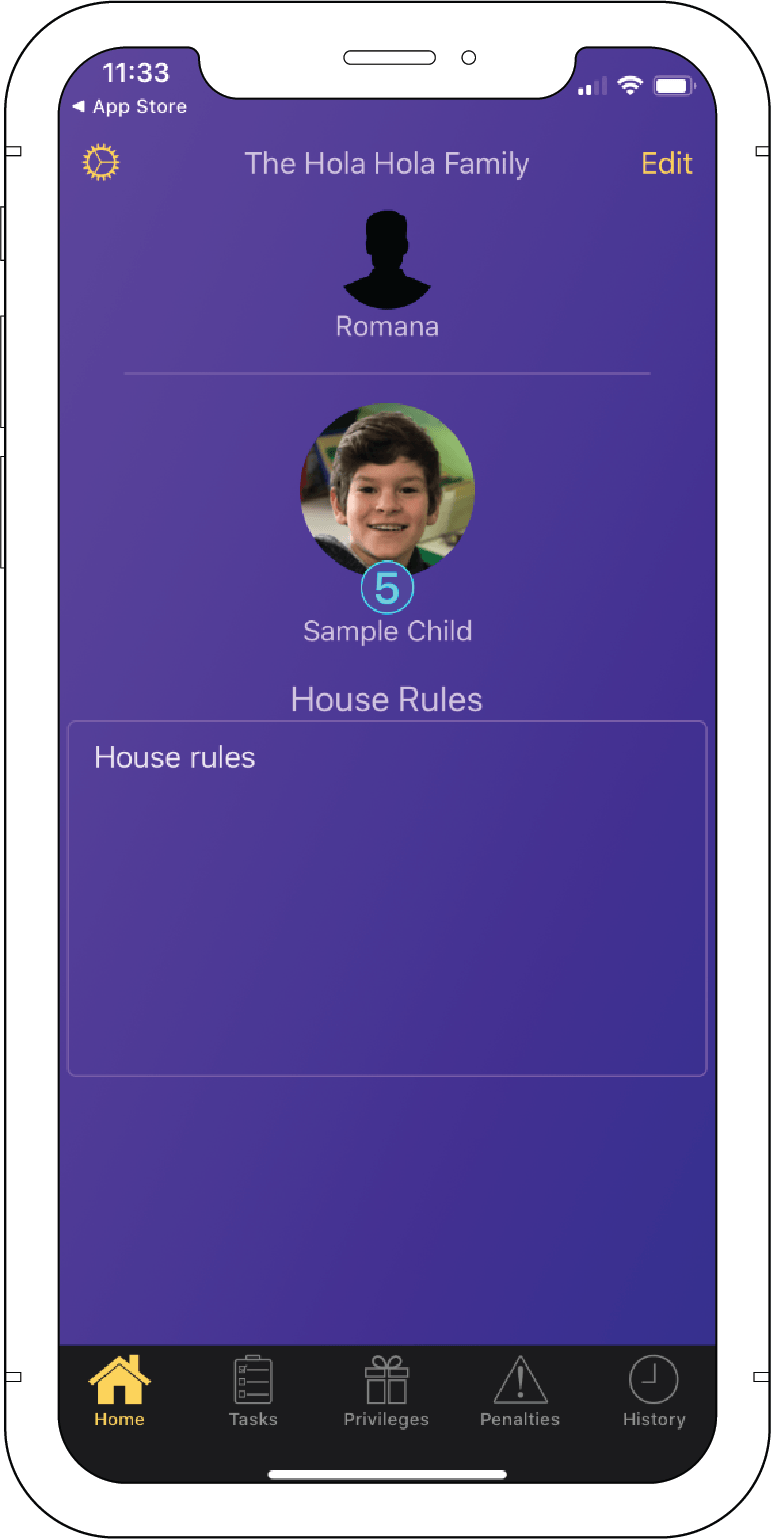 11:33
◀ App Store
The Hola Hola Family Edit
Romana
5
Sample Child
House Rules
House rules
Home Tasks Privileges Penalties History